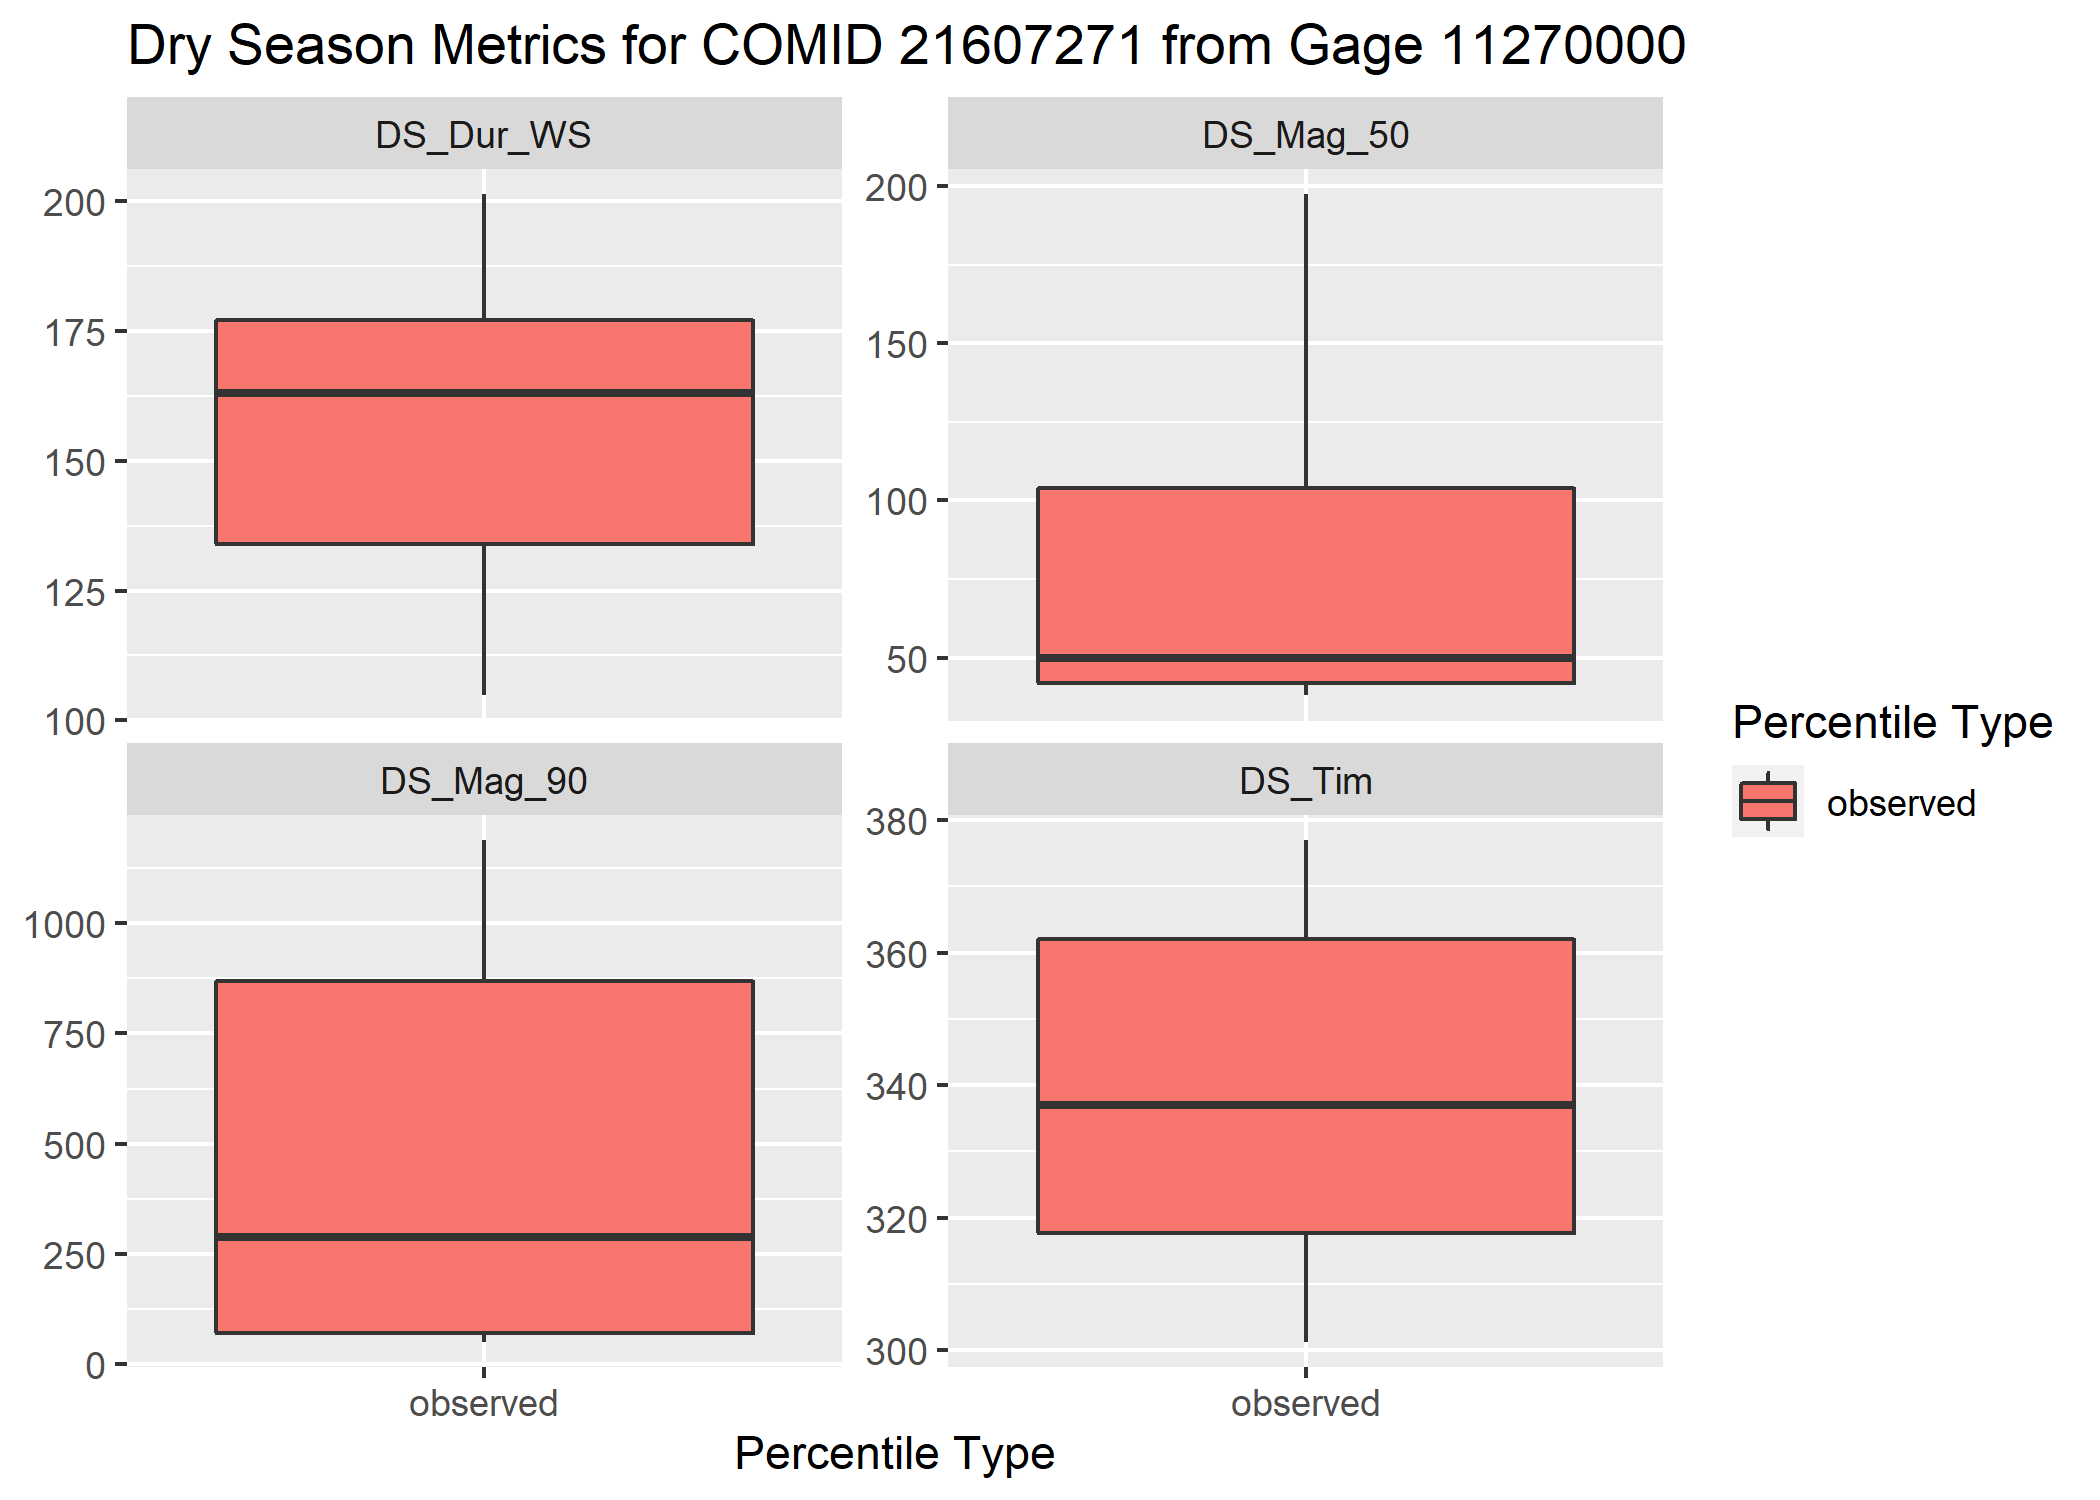 Dry Season Metrics for COMID 21607271 from Gage 11270000
DS_Dur_WS
200
175
150
125
100
DS_Mag_50
200
150
100
50
DS_Mag_90
1000
750
500
250
0
observed
DS_Tim
380
360
340
320
300
observed
Percentile Type
Percentile Type
observed